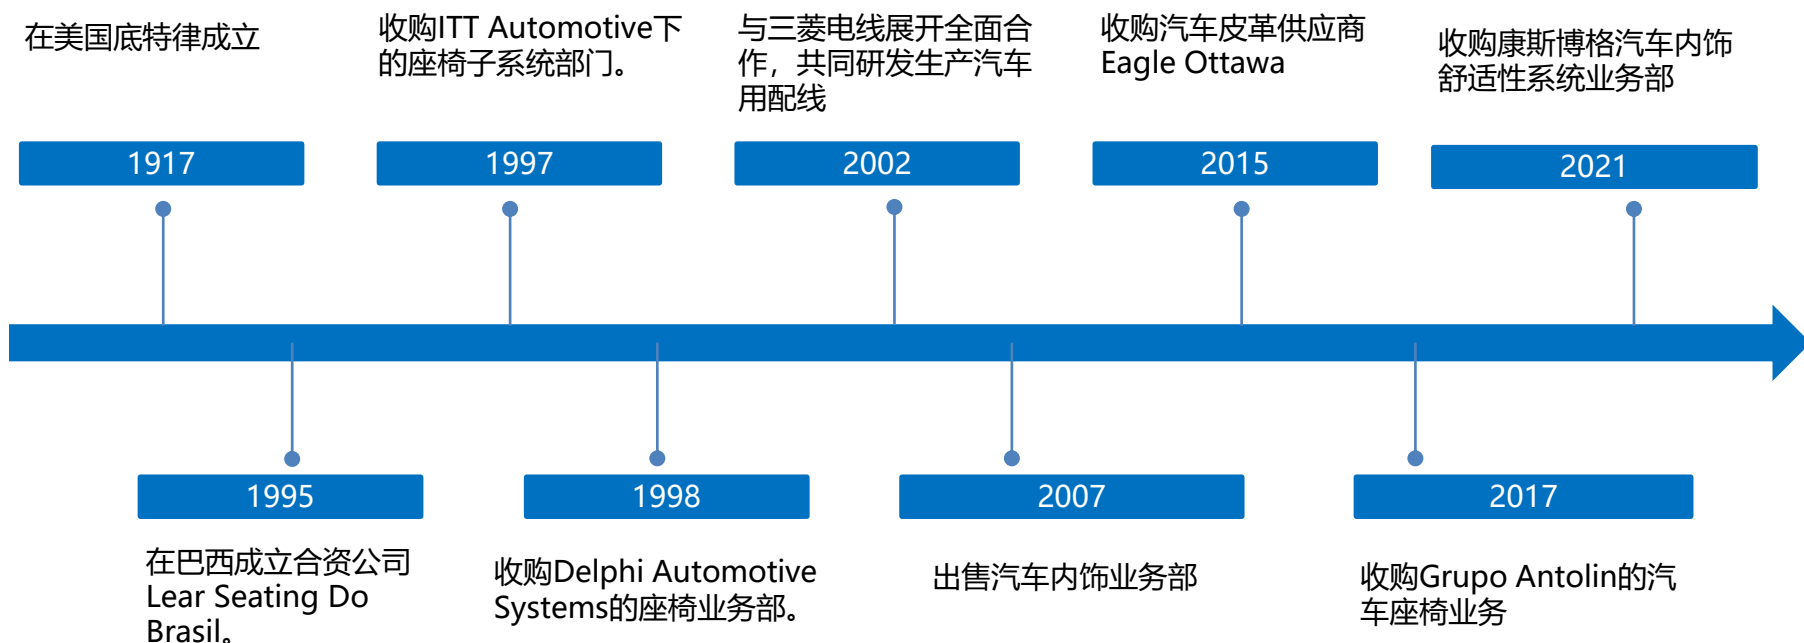 在美国底特律成立
1917
收购ITT Automotive下
的座椅子系统部门。
1997
与三菱电线展开全面合
作，共同研发生产汽车
用配线
2002
收购汽车皮革供应商
Eagle Ottawa
2015
收购康斯博格汽车内饰
舒适性系统业务部
2021
1995
在巴西成立合资公司
Lear Seating Do
Brasil。
1998
收购Delphi Automotive
Systems的座椅业务部。
2007
出售汽车内饰业务部
2017
收购Grupo Antolin的汽
车座椅业务